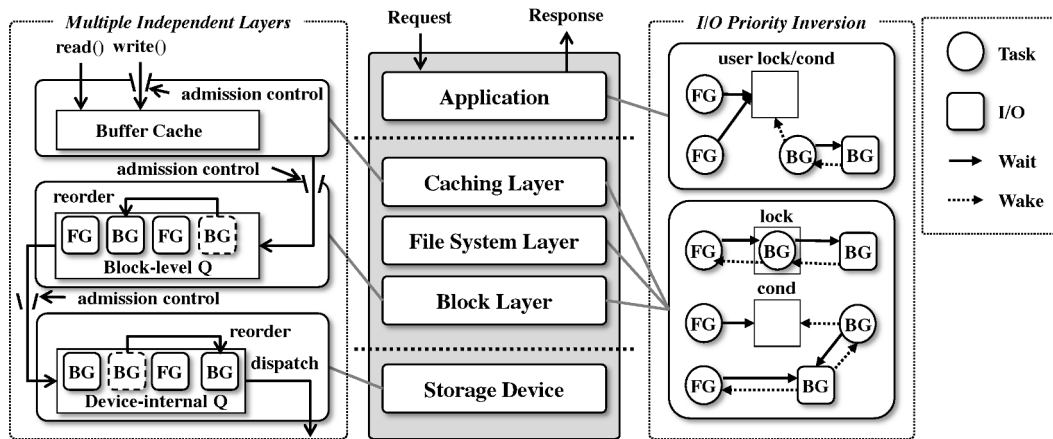 Multiple Independent Layers
read() write()
admission control
Buffer Cache
admission control
reorder
FG BG FG BG
Block-level Q
admission control
reorder
BG BG FG BG
dispatch
Device-internal Q
Request Response
Application
Caching Layer
File System Layer
Block Layer
Storage Device
I/O Priority Inversion
user lock/cond
FG
FG BG BG
lock
FG BG BG
cond
FG BG
FG BG
Task
I/O
Wait
Wake